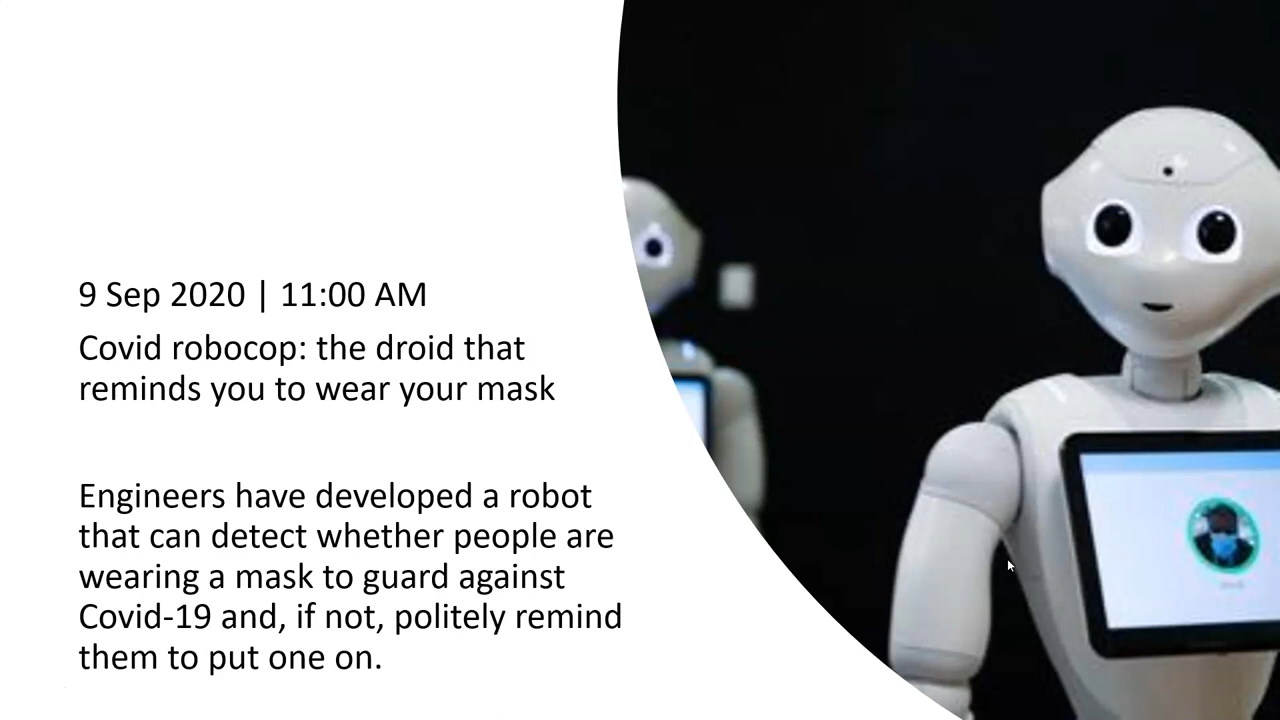 9 Sep 2020 | 11:00 AM
Covid robocop: the droid that
reminds you to wear your mask
Engineers have developed a robot
that can detect whether people are
wearing a mask to guard against
Covid-19 and, if not, politely remind
them to put one on.